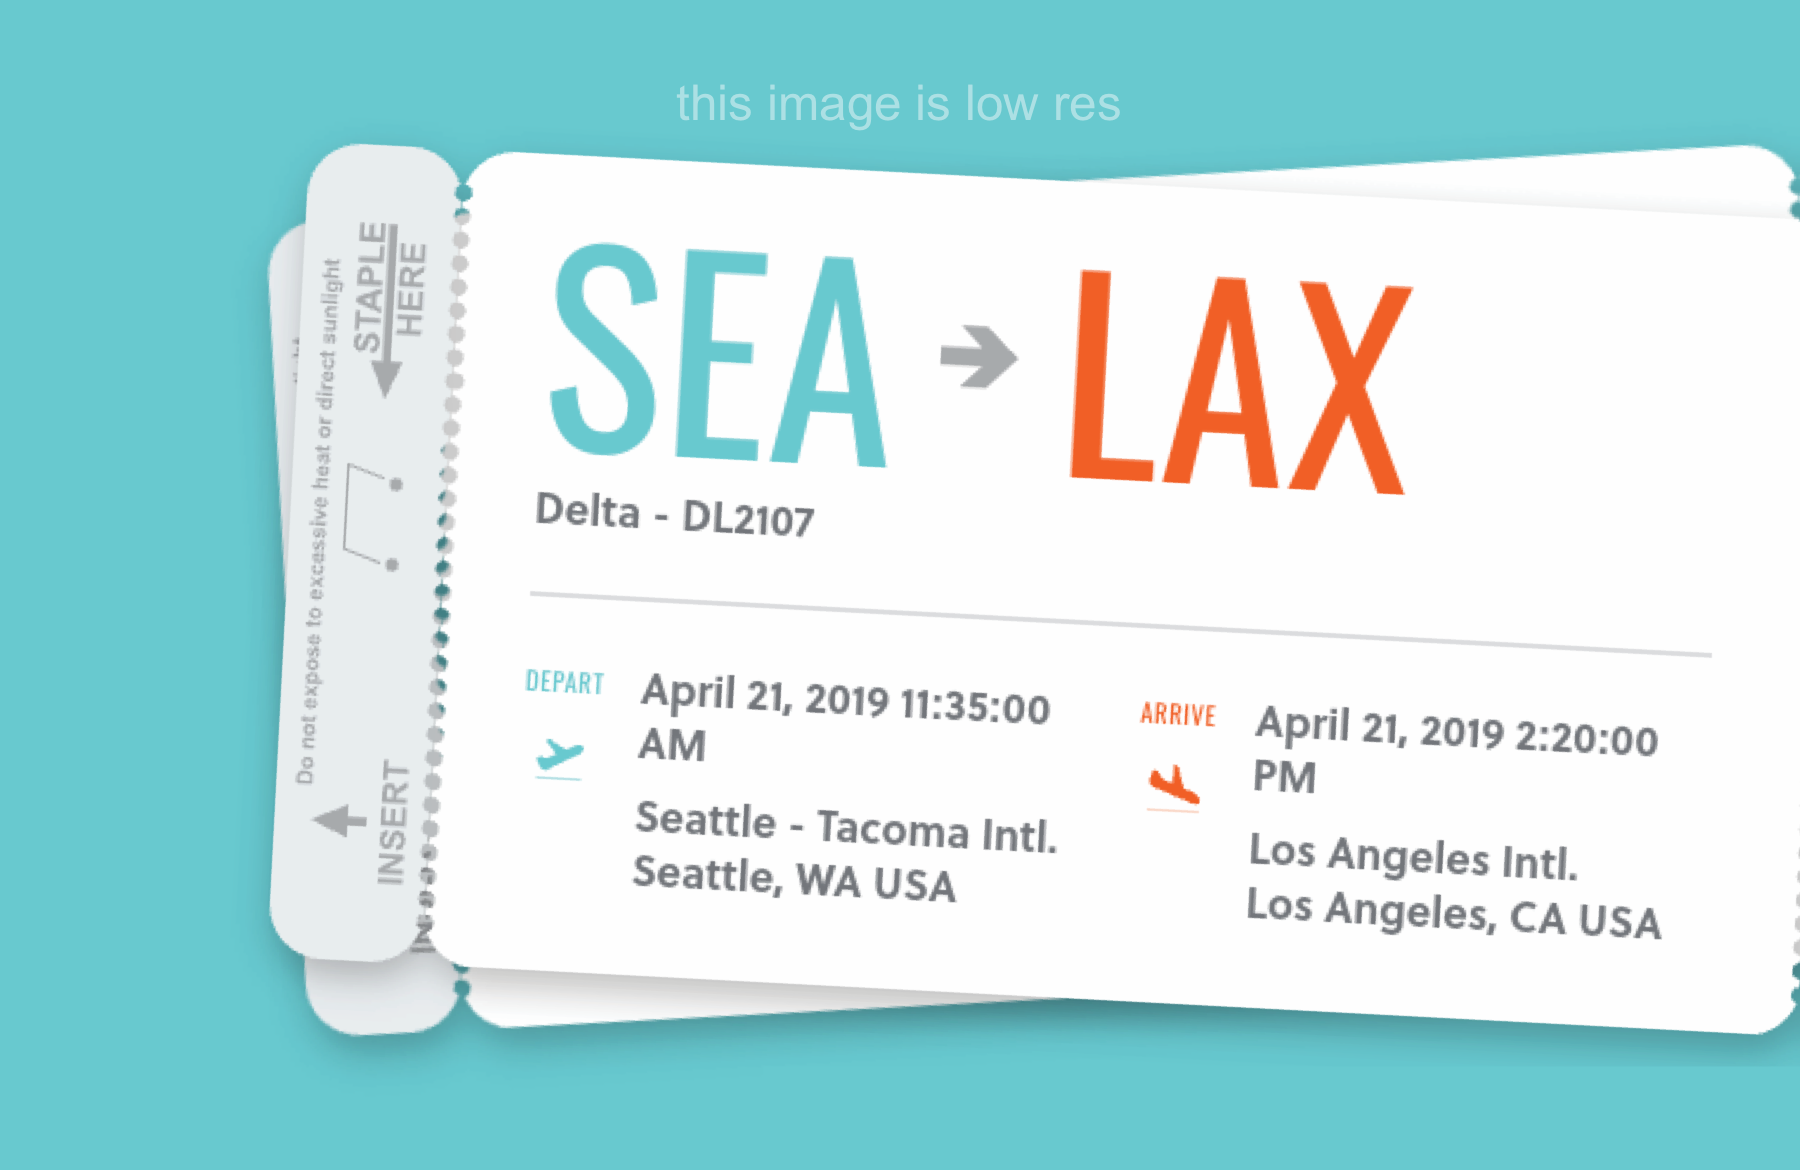 this image is low res
STAPLE
HERE
Do not expose to excessive heat or direct sunlight
INSERT
SEA
LAX
Delta - DL2107
DEPART
April 21, 2019 11:35:00
AM
Seattle - Tacoma Intl.
Seattle, WA USA
ARRIVE
April 21, 2019 2:20:00
PM
Los Angeles Intl.
Los Angeles, CA USA